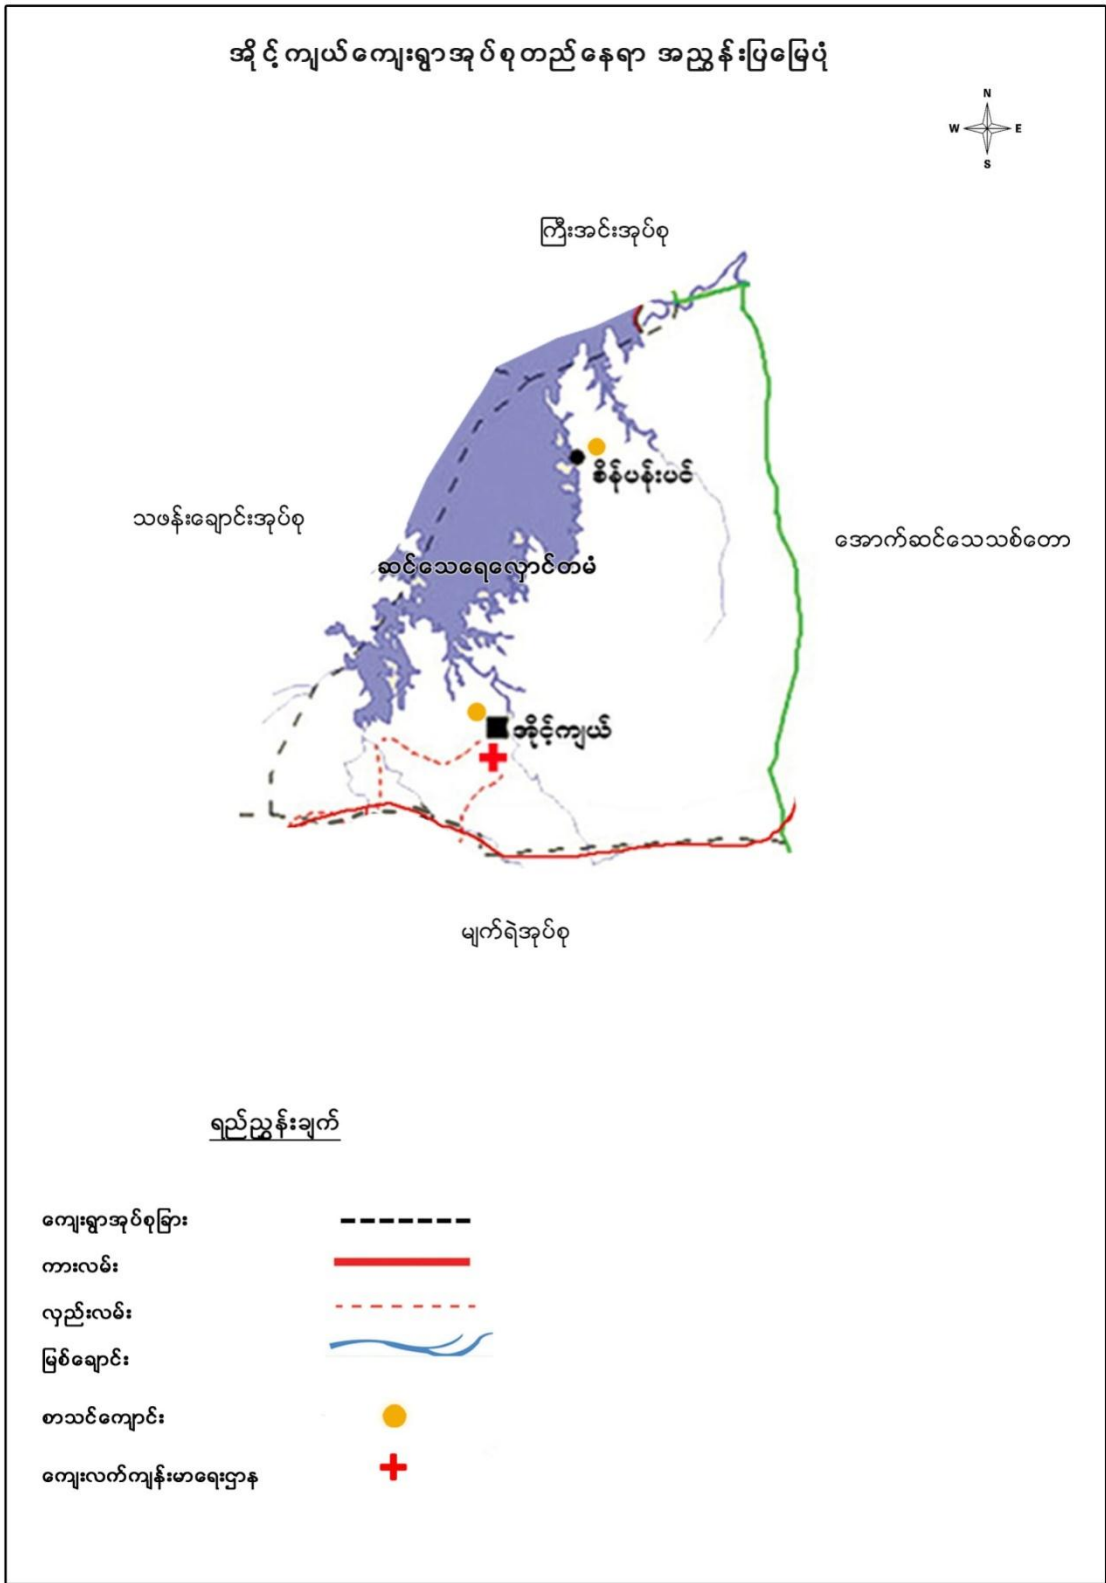 အိုင့်ကျယ်ကျေးရွာအုပ်စုတည်နေရာ အညွှန်းပြမြေပုံ
N
W E
S
ကြီးအင်းအုပ်စု
စိန်ပန်းပင်
သဖန်းချောင်းအုပ်စု
အောက်ဆင်သေသစ်တော
ဆင်သေရေလှောင်တမံ
အိုင့်ကျယ်
မျက်ရဲအုပ်စု
ရည်ညွှန်းချက်
ကျေးရွာအုပ်စုခြား
ကားလမ်း
လှည်းလမ်း
မြစ်ချောင်း
စာသင်ကျောင်း
ကျေးလက်ကျန်းမာရေးဌာန